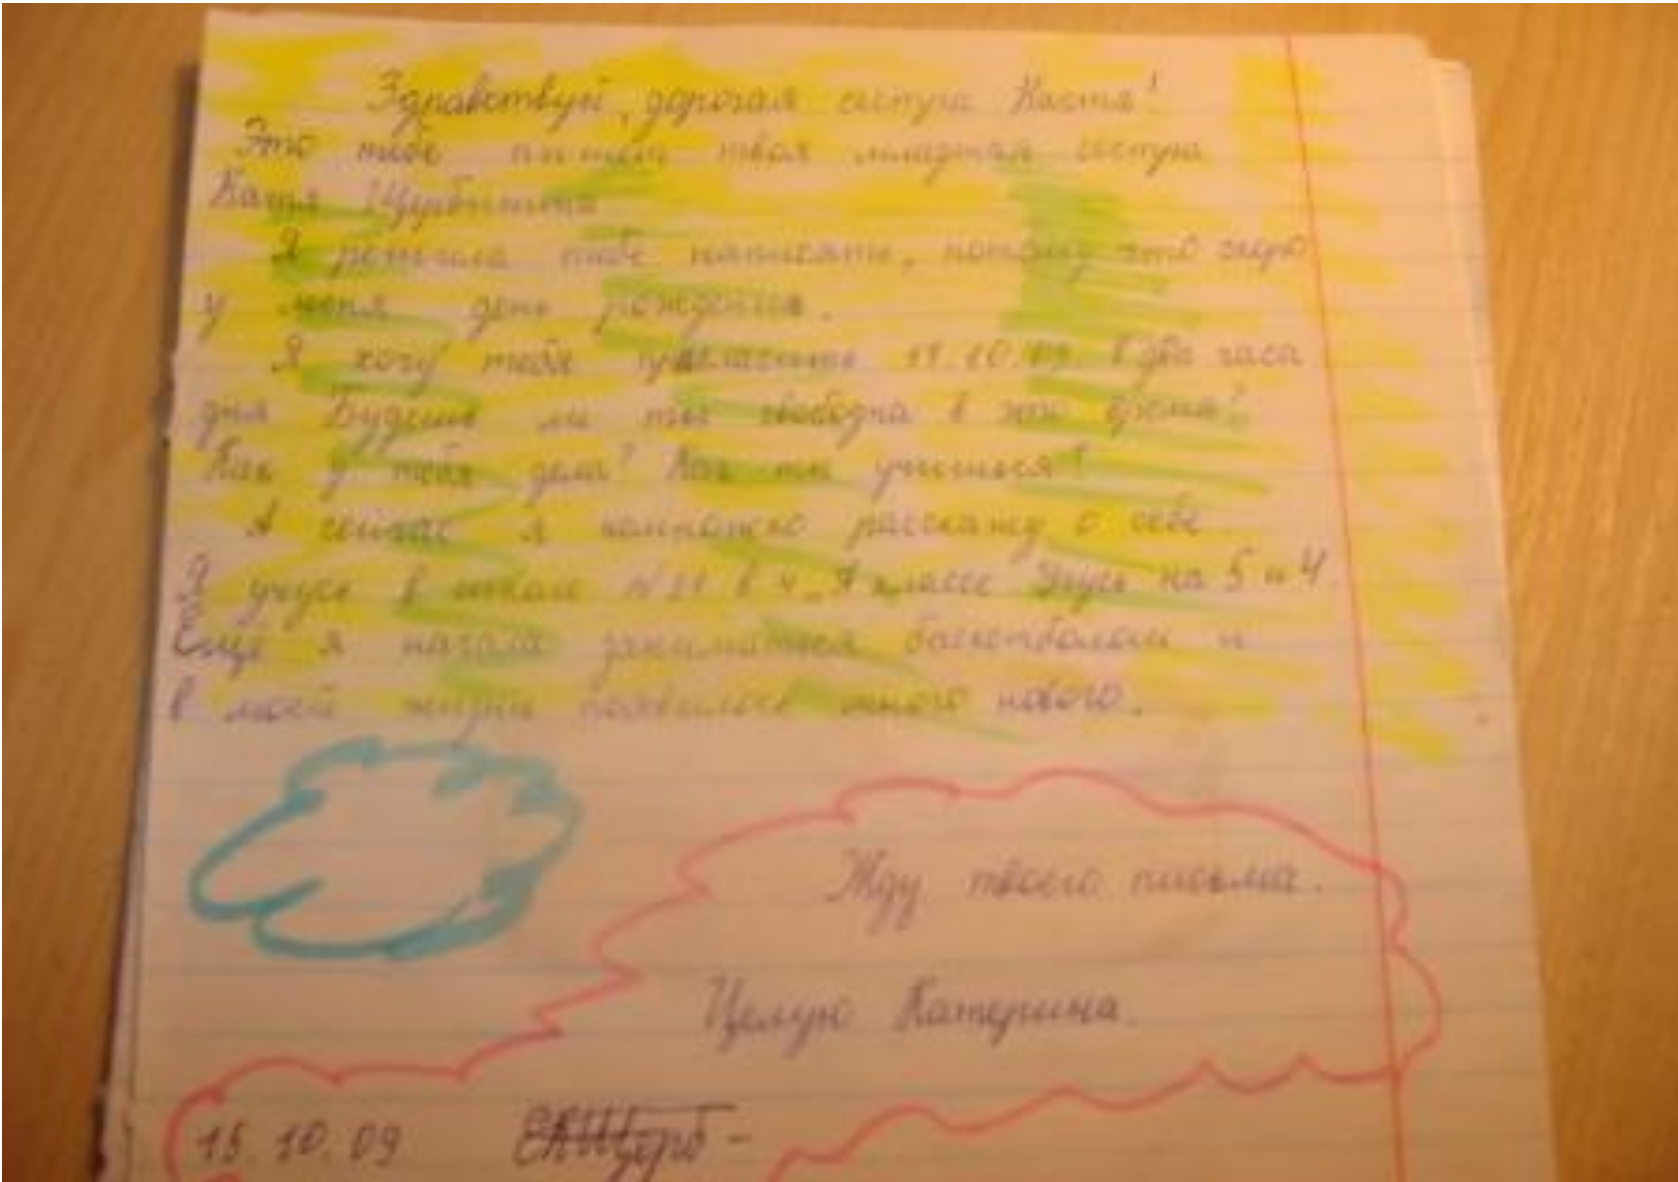 Здравствуй, дорогая сестра Настя!
Это тебе пишет твоя младшая сестра
Катя Щербинина
Я решила тебе написать, потому что скоро
у меня день рождения.
Я хочу тебя пригласить .10.09. В два часа
дня Будешь ли ты свободна в это время?
Как у тебя дела? Как ты учишься?
А сейчас я немножко расскажу о себе
Я учусь в школе N21 в 4 „А классе Учусь на 5 и 4
Ещё я начала заниматься баскетболом и
в моей жизни появилось много нового.
Жду твоего письма.
Целую Катерина.
15.10.09